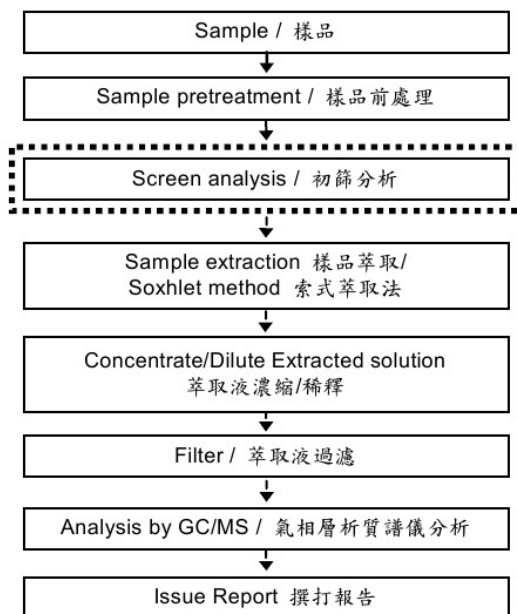 Sample / 樣品
Sample pretreatment / 樣品前處理
Screen analysis / 初篩分析
Sample extraction 樣品萃取/
Soxhlet method 索式萃取法
Concentrate/Dilute Extracted solution
萃取液濃縮/稀釋
Filter / 萃取液過濾
Analysis by GC/MS / 氣相層析質譜儀分析
Issue Report 撰打報告